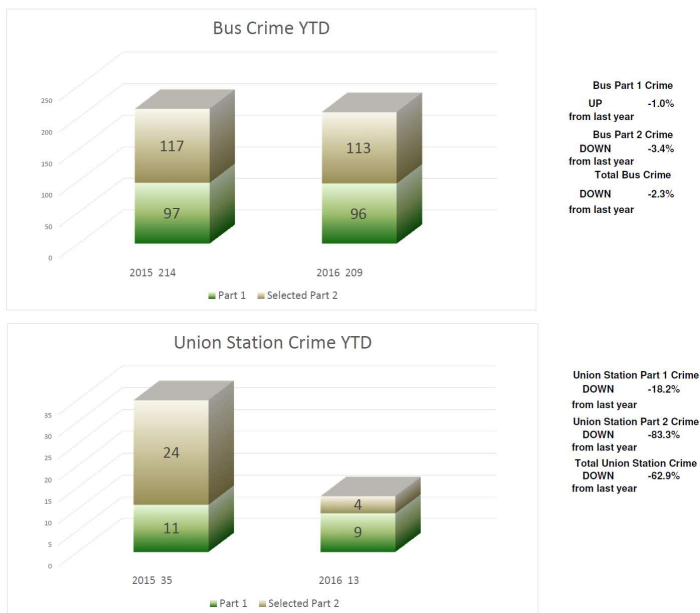 Bus Crime YTD
250
200
150
100
50
0
117
113
97
96
2015 214
2016 209
Part 1
Selected Part 2
Bus Part 1 Crime
UP -1.0%
from last year
Bus Part 2 Crime
DOWN -3.4%
from last year
Total Bus Crime
DOWN -2.3%
from last year
Union Station Crime YTD
35
30
25
20
15
10
5
0
24
4
11
9
2015 35
2016 13
Part 1
Selected Part 2
Union Station Part 1 Crime
DOWN -18.2%
from last year
Union Station Part 2 Crime
DOWN -83.3%
from last year
Total Union Station Crime
DOWN -62.9%
from last year